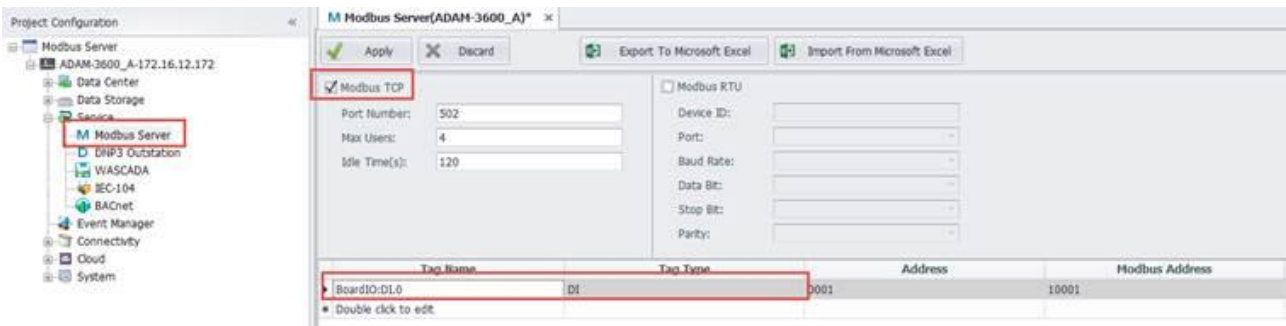 Project Configuration
Modbus Server
ADAM-3600_A-172.16.12.172
Data Center
Data Storage
Service
Modbus Server
DNP3 Outstation
WASCADA
IEC-104
BACnet
Event Manager
Connectivity
Cloud
System
Modbus Server(ADAM-3600_A)*
Apply Discard Export To Microsoft Excel Import From Microsoft Excel
Modbus TCP
Port Number: 502
Max Users: 4
Idle Time(s): 120
Modbus RTU
Device ID:
Port:
Baud Rate:
Data Bit:
Stop Bit:
Parity:
Tag Name Tag Type Address Modbus Address
BoardIO:DI.0 DI 0001 10001
Double click to edit